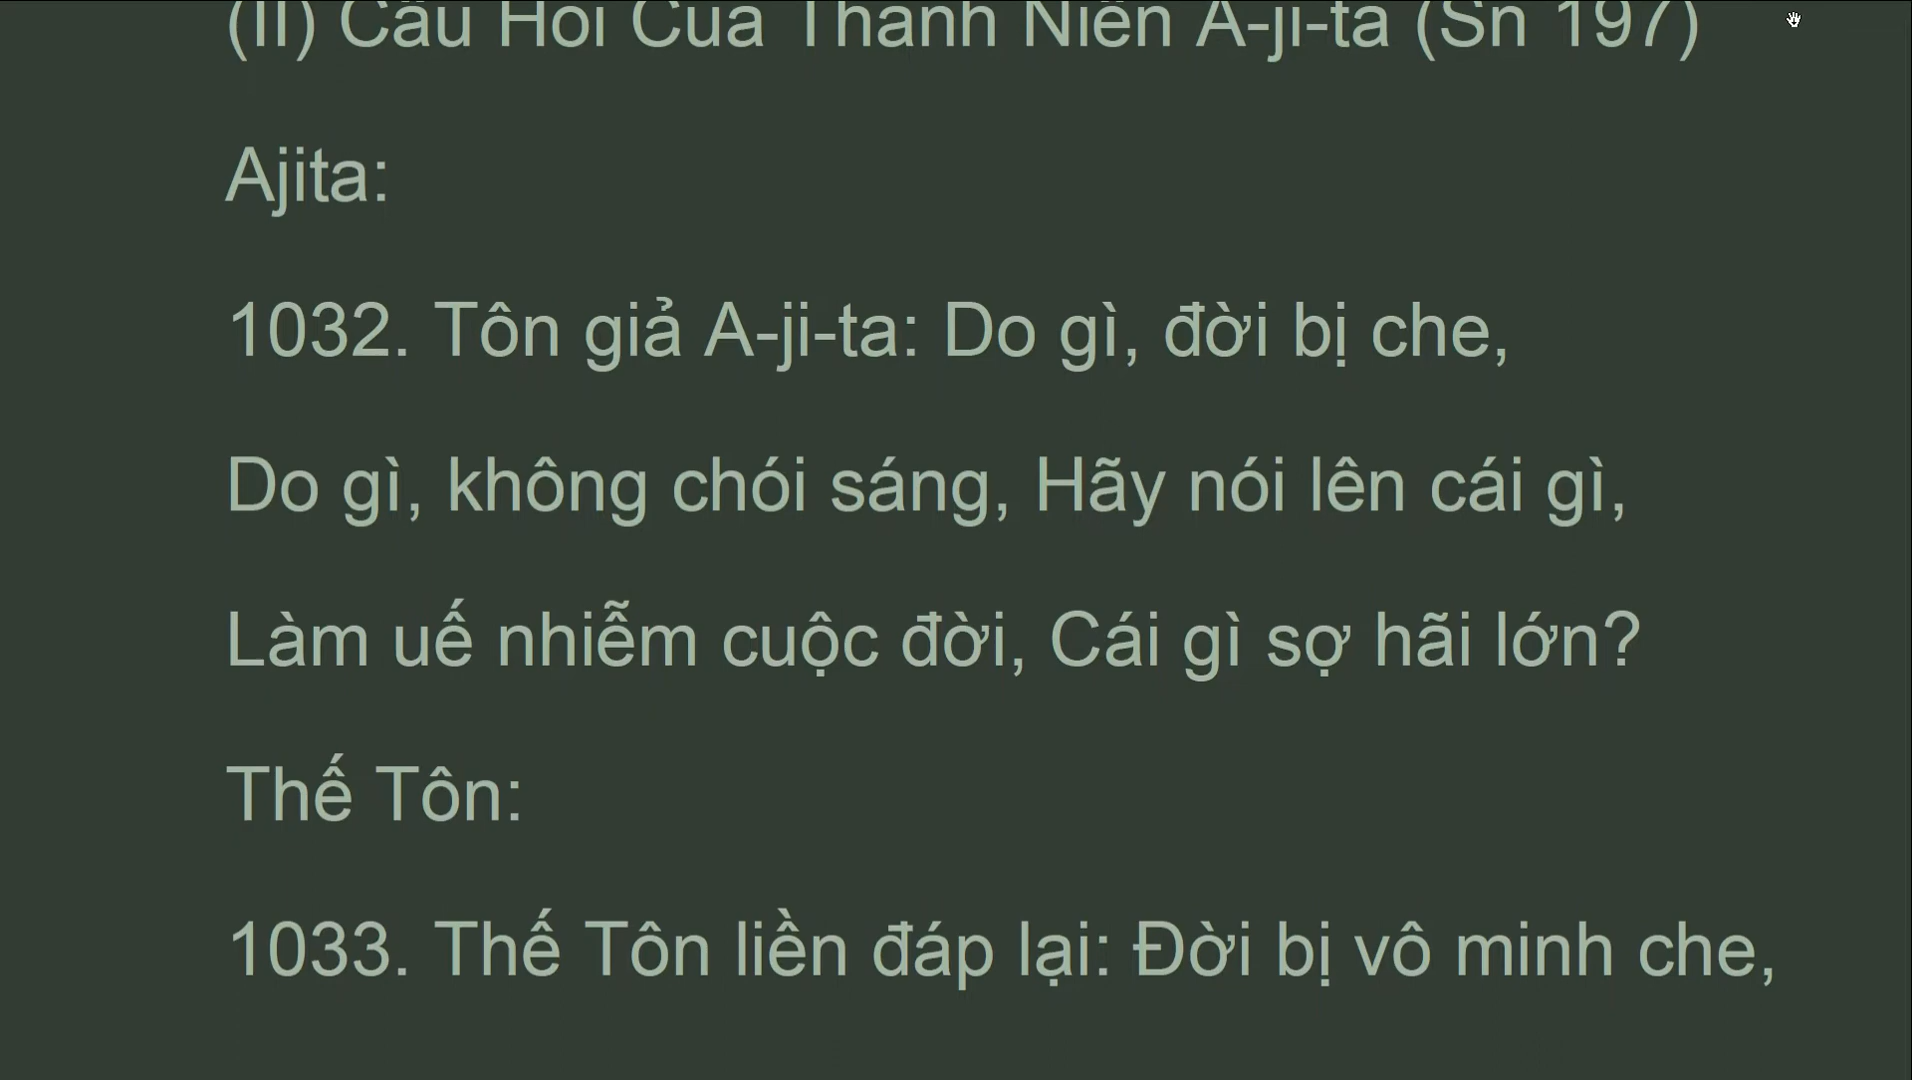 (II) Câu Hỏi Của Thanh Niên A-ji-ta (Sn 197)
Ajita:
1032. Tôn giả A-ji-ta: Do gì, đời bị che,
Do gì, không chói sáng, Hãy nói lên cái gì,
Làm uế nhiễm cuộc đời, Cái gì sợ hãi lớn?
Thế Tôn:
1033. Thế Tôn liền đáp lại: Đời bị vô minh che,